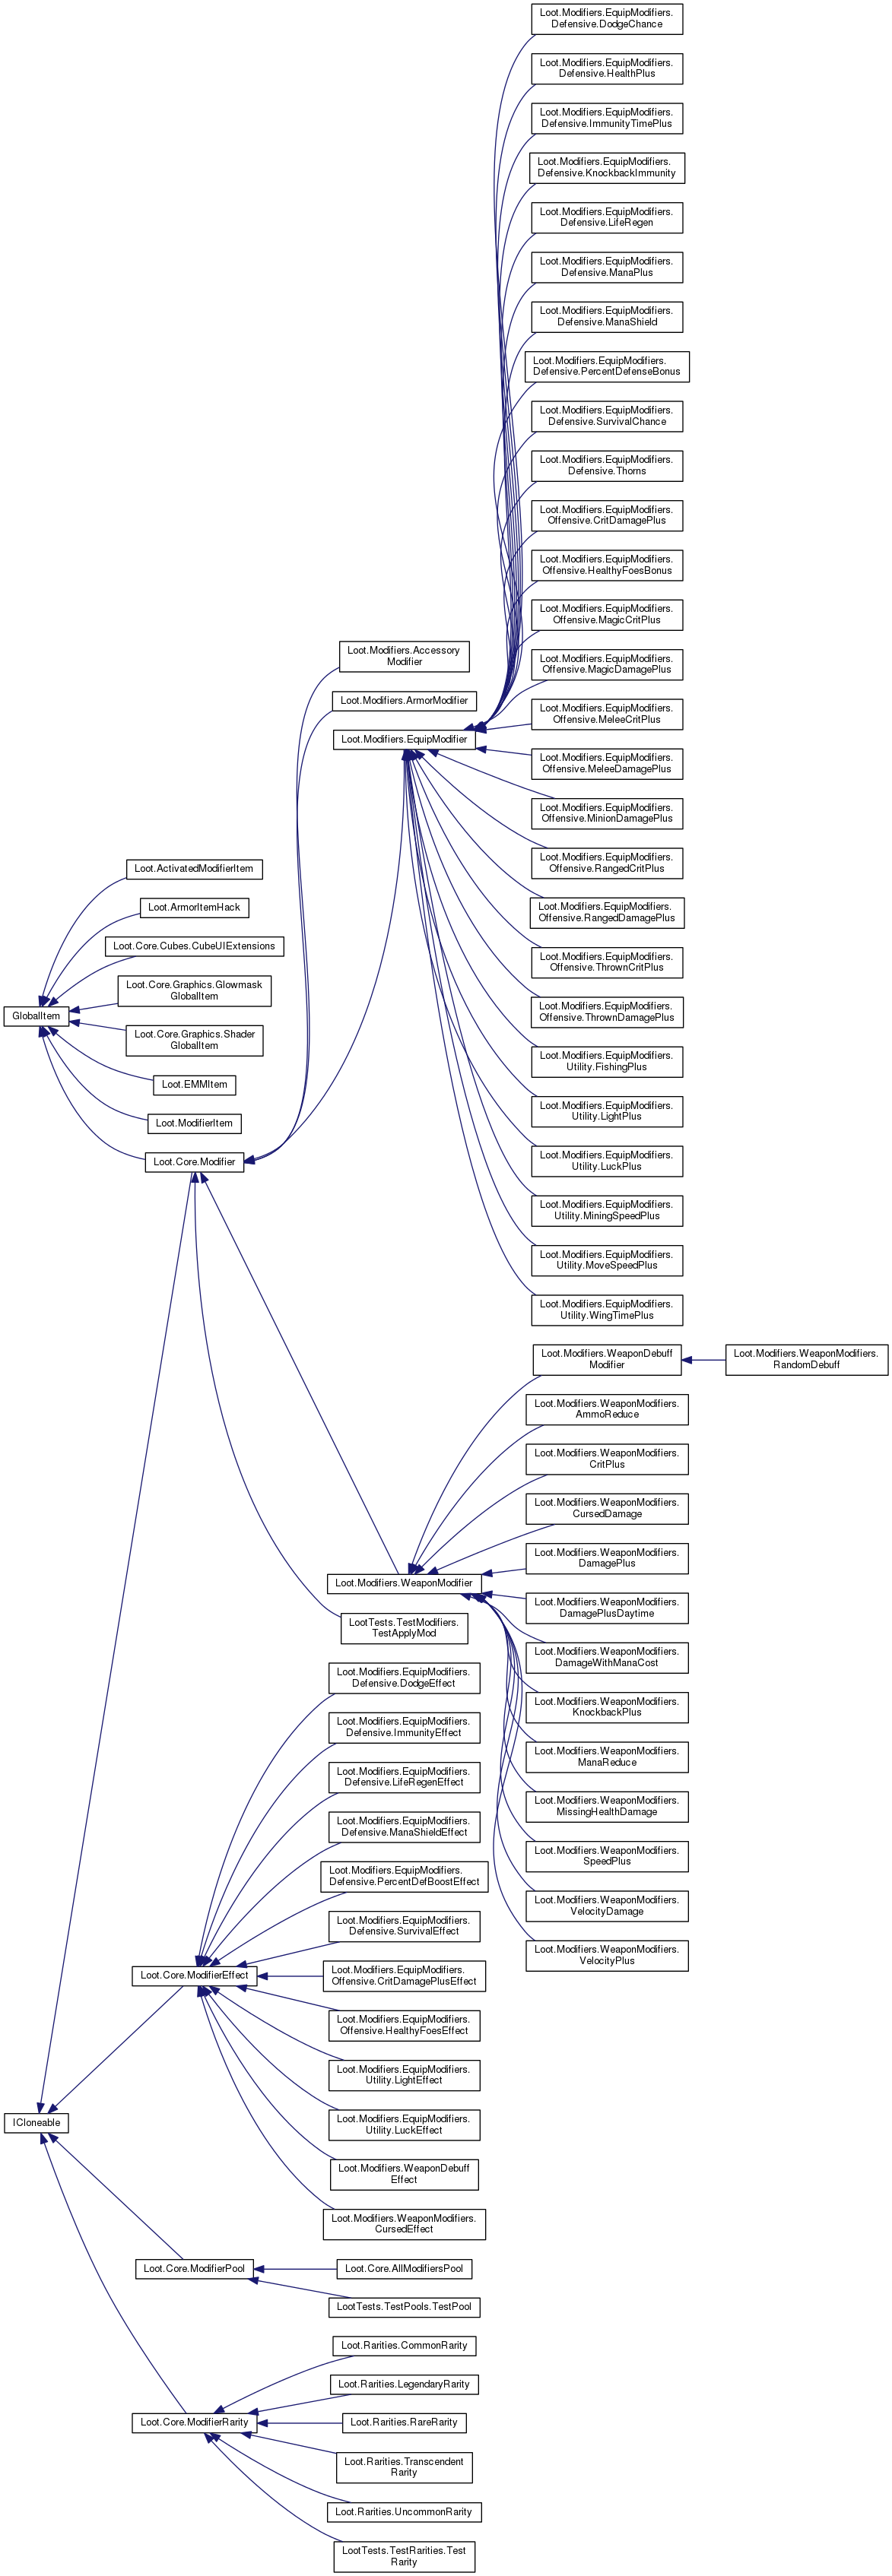 Loot.Modifiers.EquipModifiers.
Defensive.DodgeChance
Loot.Modifiers.EquipModifiers.
Defensive.HealthPlus
Loot.Modifiers.EquipModifiers.
Defensive.ImmunityTimePlus
Loot.Modifiers.EquipModifiers.
Defensive.KnockbackImmunity
Loot.Modifiers.EquipModifiers.
Defensive.LifeRegen
Loot.Modifiers.EquipModifiers.
Defensive.ManaPlus
Loot.Modifiers.EquipModifiers.
Defensive.ManaShield
Loot.Modifiers.EquipModifiers.
Defensive.PercentDefenseBonus
Loot.Modifiers.EquipModifiers.
Defensive.SurvivalChance
Loot.Modifiers.EquipModifiers.
Defensive.Thorns
Loot.Modifiers.EquipModifiers.
Offensive.CritDamagePlus
Loot.Modifiers.EquipModifiers.
Offensive.HealthyFoesBonus
Loot.Modifiers.EquipModifiers.
Offensive.MagicCritPlus
Loot.Modifiers.Accessory
Modifier
Loot.Modifiers.EquipModifiers.
Offensive.MagicDamagePlus
Loot.Modifiers.ArmorModifier
Loot.Modifiers.EquipModifiers.
Offensive.MeleeCritPlus
Loot.Modifiers.EquipModifier
Loot.Modifiers.EquipModifiers.
Offensive.MeleeDamagePlus
Loot.Modifiers.EquipModifiers.
Offensive.MinionDamagePlus
Loot.Modifiers.EquipModifiers.
Offensive.RangedCritPlus
Loot.ActivatedModifierItem
Loot.Modifiers.EquipModifiers.
Offensive.RangedDamagePlus
Loot.ArmorItemHack
Loot.Core.Cubes.CubeUIExtensions
Loot.Modifiers.EquipModifiers.
Offensive.ThrownCritPlus
Loot.Core.Graphics.Glowmask
GlobalItem
GlobalItem
Loot.Modifiers.EquipModifiers.
Offensive.ThrownDamagePlus
Loot.Core.Graphics.Shader
GlobalItem
Loot.Modifiers.EquipModifiers.
Utility.FishingPlus
Loot.EMMItem
Loot.Modifiers.EquipModifiers.
Utility.LightPlus
Loot.ModifierItem
Loot.Core.Modifier
Loot.Modifiers.EquipModifiers.
Utility.LuckPlus
Loot.Modifiers.EquipModifiers.
Utility.MiningSpeedPlus
Loot.Modifiers.EquipModifiers.
Utility.MoveSpeedPlus
Loot.Modifiers.EquipModifiers.
Utility.WingTimePlus
Loot.Modifiers.WeaponDebuff
Modifier
Loot.Modifiers.WeaponModifiers.
RandomDebuff
Loot.Modifiers.WeaponModifiers.
AmmoReduce
Loot.Modifiers.WeaponModifiers.
CritPlus
Loot.Modifiers.WeaponModifiers.
CursedDamage
Loot.Modifiers.WeaponModifiers.
DamagePlus
Loot.Modifiers.WeaponModifier
Loot.Modifiers.WeaponModifiers.
DamagePlusDaytime
LootTests.TestModifiers.
TestApplyMod
Loot.Modifiers.WeaponModifiers.
DamageWithManaCost
Loot.Modifiers.EquipModifiers.
Defensive.DodgeEffect
Loot.Modifiers.WeaponModifiers.
KnockbackPlus
Loot.Modifiers.EquipModifiers.
Defensive.ImmunityEffect
Loot.Modifiers.WeaponModifiers.
ManaReduce
Loot.Modifiers.EquipModifiers.
Defensive.LifeRegenEffect
Loot.Modifiers.WeaponModifiers.
MissingHealthDamage
Loot.Modifiers.EquipModifiers.
Defensive.ManaShieldEffect
Loot.Modifiers.WeaponModifiers.
SpeedPlus
Loot.Modifiers.EquipModifiers.
Defensive.PercentDefBoostEffect
Loot.Modifiers.WeaponModifiers.
VelocityDamage
Loot.Modifiers.EquipModifiers.
Defensive.SurvivalEffect
Loot.Modifiers.WeaponModifiers.
VelocityPlus
Loot.Core.ModifierEffect
Loot.Modifiers.EquipModifiers.
Offensive.CritDamagePlusEffect
Loot.Modifiers.EquipModifiers.
Offensive.HealthyFoesEffect
Loot.Modifiers.EquipModifiers.
Utility.LightEffect
ICloneable
Loot.Modifiers.EquipModifiers.
Utility.LuckEffect
Loot.Modifiers.WeaponDebuff
Effect
Loot.Modifiers.WeaponModifiers.
CursedEffect
Loot.Core.ModifierPool
Loot.Core.AllModifiersPool
LootTests.TestPools.TestPool
Loot.Rarities.CommonRarity
Loot.Rarities.LegendaryRarity
Loot.Core.ModifierRarity
Loot.Rarities.RareRarity
Loot.Rarities.Transcendent
Rarity
Loot.Rarities.UncommonRarity
LootTests.TestRarities.Test
Rarity